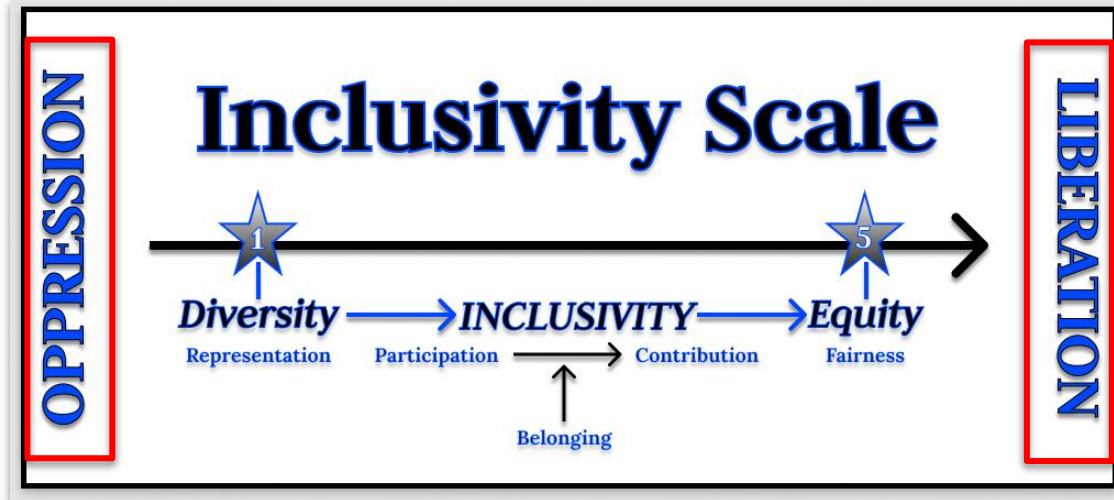 OPPRESSION
Inclusivity Scale
1
5
Diversity INCLUSIVITY Equity
Representation Participation Contribution Fairness
Belonging
LIBERATION